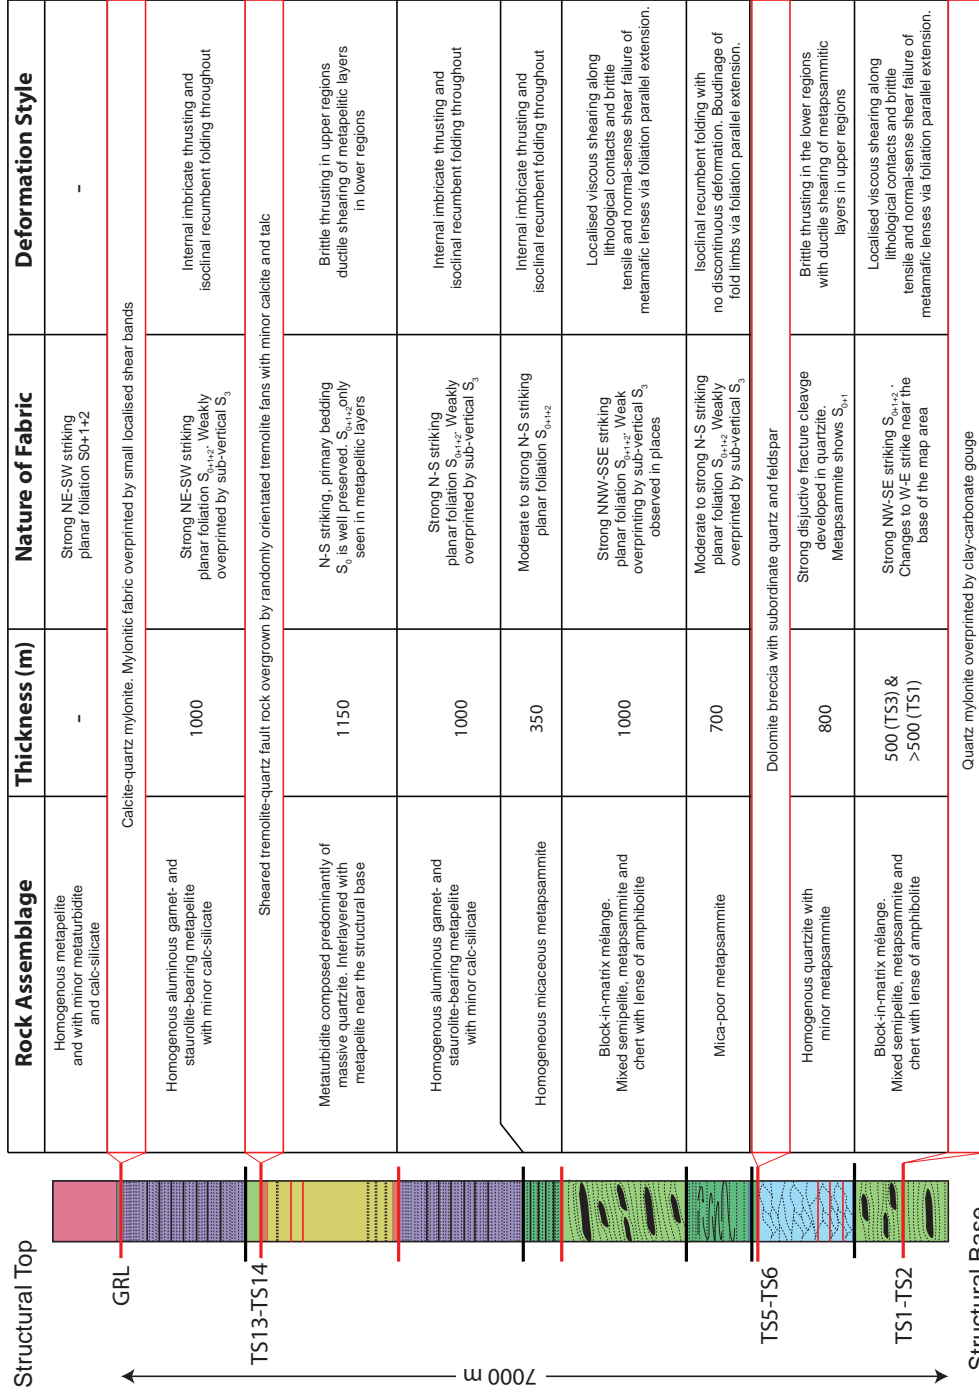 Structural Top
GRL
TS13-TS14
7000 m
TS5-TS6
TS1-TS2
Structural Base
Rock Assemblage
Thickness (m)
Nature of Fabric
Deformation Style
Homogenous metapelite
and with minor metaturbidite
and calc-silicate
-
Strong NE-SW striking
planar foliation S0+1+2
-
Calcite-quartz mylonite. Mylonitic fabric overprinted by small localised shear bands
Homogenous aluminous garnet- and
staurolite-bearing metapelite
with minor calc-silicate
1000
Strong NE-SW striking
planar foliation S0+1+2. Weakly
overprinted by sub-vertical S3
Internal imbricate thrusting and
isoclinal recumbent folding throughout
Sheared tremolite-quartz fault rock overgrown by randomly orientated tremolite fans with minor calcite and talc
Metaturbidite composed predominantly of
massive quartzite. Interlayered with
metapelite near the structural base
1150
N-S striking, primary bedding
S0 is well preserved. S0+1+2only
seen in metapelitic layers
Brittle thrusting in upper regions
ductile shearing of metapelitic layers
in lower regions
Homogenous aluminous garnet- and
staurolite-bearing metapelite
with minor calc-silicate
1000
Strong N-S striking
planar foliation S0+1+2. Weakly
overprinted by sub-vertical S3
Internal imbricate thrusting and
isoclinal recumbent folding throughout
Homogeneous micaceous metapsammite
350
Moderate to strong N-S striking
planar foliation S0+1+2
Internal imbricate thrusting and
isoclinal recumbent folding throughout
Block-in-matrix mélange.
Mixed semipelite, metapsammite and
chert with lense of amphibolite
1000
Strong NNW-SSE striking
planar foliation S0+1+2. Weak
overprinting by sub-vertical S3
observed in places
Localised viscous shearing along
lithological contacts and brittle
tensile and normal-sense shear failure of
metamafic lenses via foliation parallel extension.
Mica-poor metapsammite
700
Moderate to strong N-S striking
planar foliation S0+1+2 Weakly
overprinted by sub-vertical S3
Isoclinal recumbent folding with
no discontinuous deformation. Boudinage of
fold limbs via foliation parallel extension.
Dolomite breccia with subordinate quartz and feldspar
Homogenous quartzite with
minor metapsammite
800
Strong disjuctive fracture cleavge
developed in quartzite.
Metapsammite shows S0+1
Brittle thrusting in the lower regions
with ductile shearing of metapsammitic
layers in upper regions
Block-in-matrix mélange.
Mixed semipelite, metapsammite and
chert with lense of amphibolite
500 (TS3) &
>500 (TS1)
Strong NW-SE striking S0+1+2.
Changes to W-E strike near the
base of the map area
Localised viscous shearing along
lithological contacts and brittle
tensile and normal-sense shear failure of
metamafic lenses via foliation parallel extension.
Quartz mylonite overprinted by clay-carbonate gouge